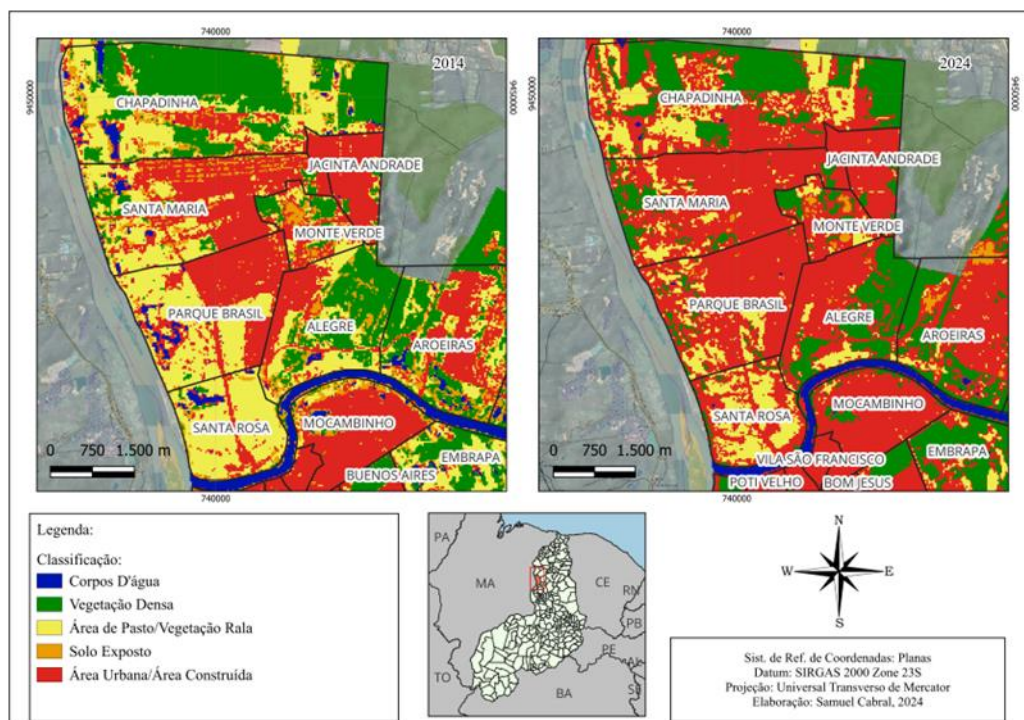 740000
740000
2014
2024
9450000
9450000
9450000
CHAPADINHA
JACINTA ANDRADE
SANTA MARIA
MONTE VERDE
PARQUE BRASIL
ALEGRE
AROEIRAS
SANTA ROSA
MOCAMBINHO
EMBRAPA
BUENOS AIRES
0 750 1.500 m
740000
CHAPADINHA
JACINTA ANDRADE
SANTA MARIA
MONTE VERDE
PARQUE BRASIL
ALEGRE
AROEIRAS
SANTA ROSA
MOCAMBINHO
EMBRAPA
VILA SÃO FRANCISCO
POTI VELHO
BOM JESUS
0 750 1.500 m
740000
Legenda:
Classificação:
Corpos D'água
Vegetação Densa
Área de Pasto/Vegetação Rala
Solo Exposto
Área Urbana/Área Construída
PA
MA
CE
RN
PB
PE
AL
SE
TO
BA
N
W
E
S
Sist. de Ref. de Coordenadas: Planas
Datum: SIRGAS 2000 Zone 23S
Projeção: Universal Transverso de Mercator
Elaboração: Samuel Cabral, 2024